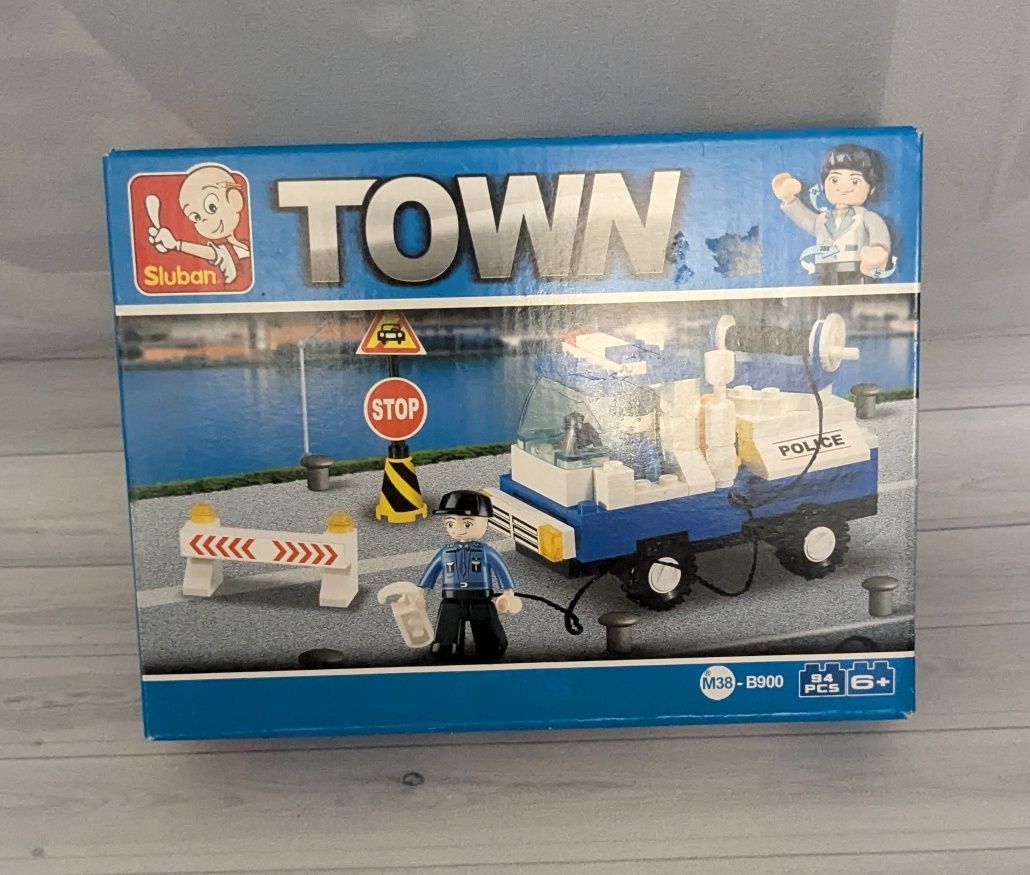 Sluban
TOWN
STOP
POLICE
M38 - B900
94
PCS
6+